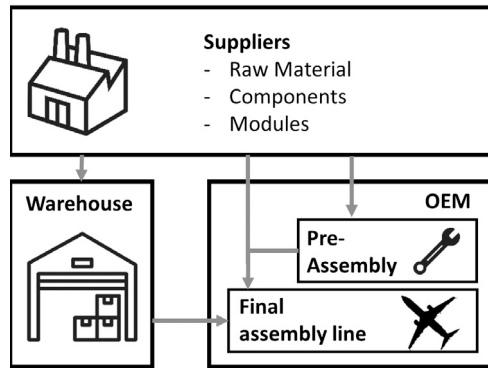 Suppliers
- Raw Material
- Components
- Modules
Warehouse
OEM
Pre-
Assembly
Final
assembly line